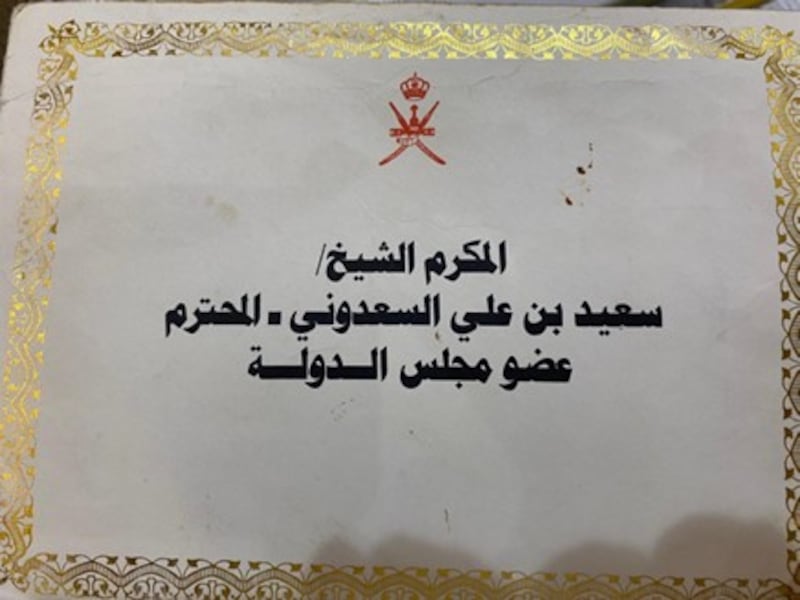 المكرم الشيخ/
سعيد بن علي السعدوني - المحترم
عضو مجلس الدولة